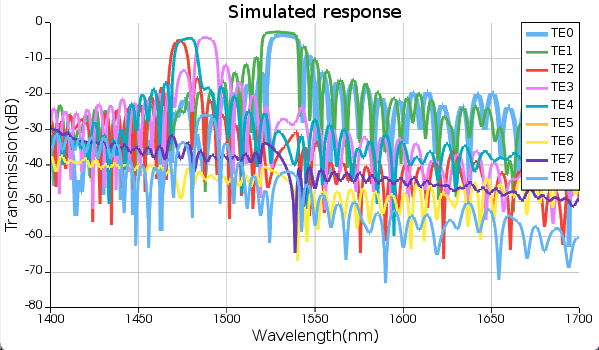 Simulated response
Transmission(dB)
0
-10
-20
-30
-40
-50
-60
-70
-80
1400
1450
1500
1550
1600
1650
1700
Wavelength(nm)
TE0
TE1
TE2
TE3
TE4
TE5
TE6
TE7
TE8